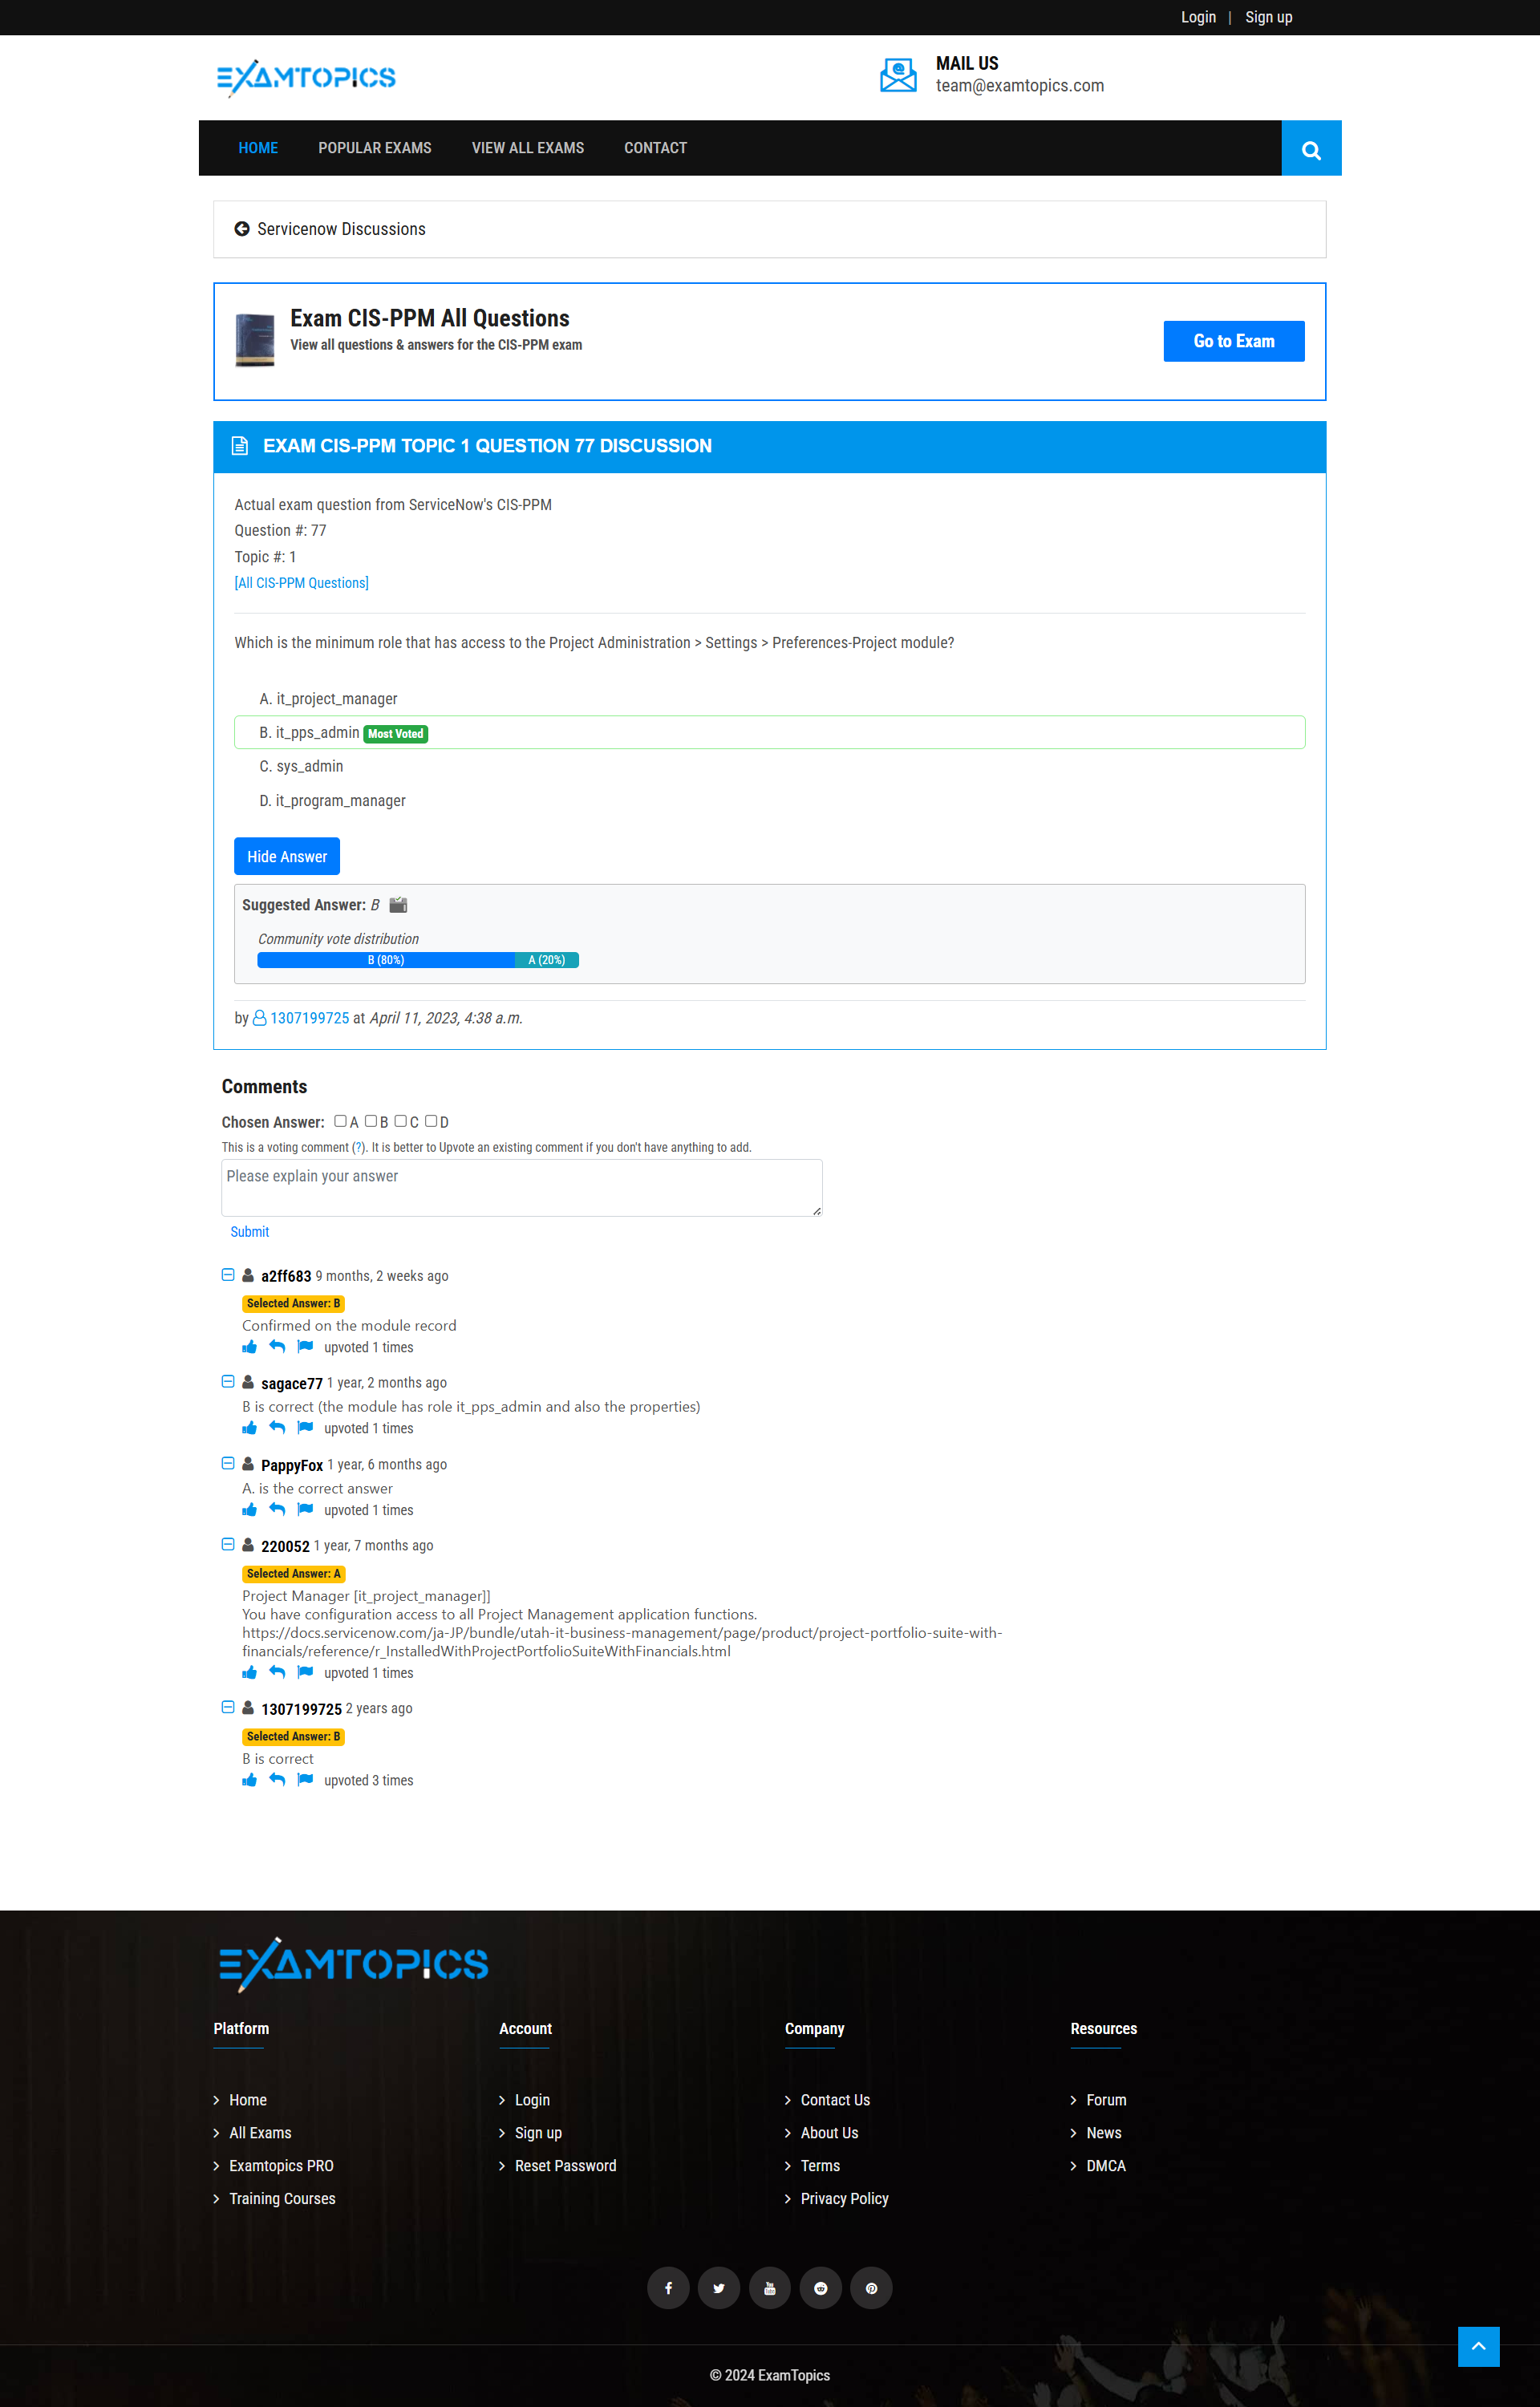 Login | Sign up
EXAMTOPICS
MAIL US
team@examtopics.com
HOME POPULAR EXAMS VIEW ALL EXAMS CONTACT
Servicenow Discussions
Exam CIS-PPM All Questions
View all questions & answers for the CIS-PPM exam
Go to Exam
EXAM CIS-PPM TOPIC 1 QUESTION 77 DISCUSSION
Actual exam question from ServiceNow's CIS-PPM
Question #: 77
Topic #: 1
[All CIS-PPM Questions]
Which is the minimum role that has access to the Project Administration > Settings > Preferences-Project module?
A. it_project_manager
B. it_pps_admin Most Voted
C. sys_admin
D. it_program_manager
Hide Answer
Suggested Answer: B
Community vote distribution
B (80%) A (20%)
by 1307199725 at April 11, 2023, 4:38 a.m.
Comments
Chosen Answer: A B C D
This is a voting comment (?). It is better to Upvote an existing comment if you don't have anything to add.
Please explain your answer
Submit
a2ff683 9 months, 2 weeks ago
Selected Answer: B
Confirmed on the module record
upvoted 1 times
sagace77 1 year, 2 months ago
B is correct (the module has role it_pps_admin and also the properties)
upvoted 1 times
PappyFox 1 year, 6 months ago
A. is the correct answer
upvoted 1 times
220052 1 year, 7 months ago
Selected Answer: A
Project Manager [it_project_manager]]
You have configuration access to all Project Management application functions.
https://docs.servicenow.com/ja-JP/bundle/utah-it-business-management/page/product/project-portfolio-suite-with-
financials/reference/r_InstalledWithProjectPortfolioSuiteWithFinancials.html
upvoted 1 times
1307199725 2 years ago
Selected Answer: B
B is correct
upvoted 3 times
EXAMTOPICS
Platform Account Company Resources
Home Login Contact Us Forum
All Exams Sign up About Us News
Examtopics PRO Reset Password Terms DMCA
Training Courses Privacy Policy
© 2024 ExamTopics